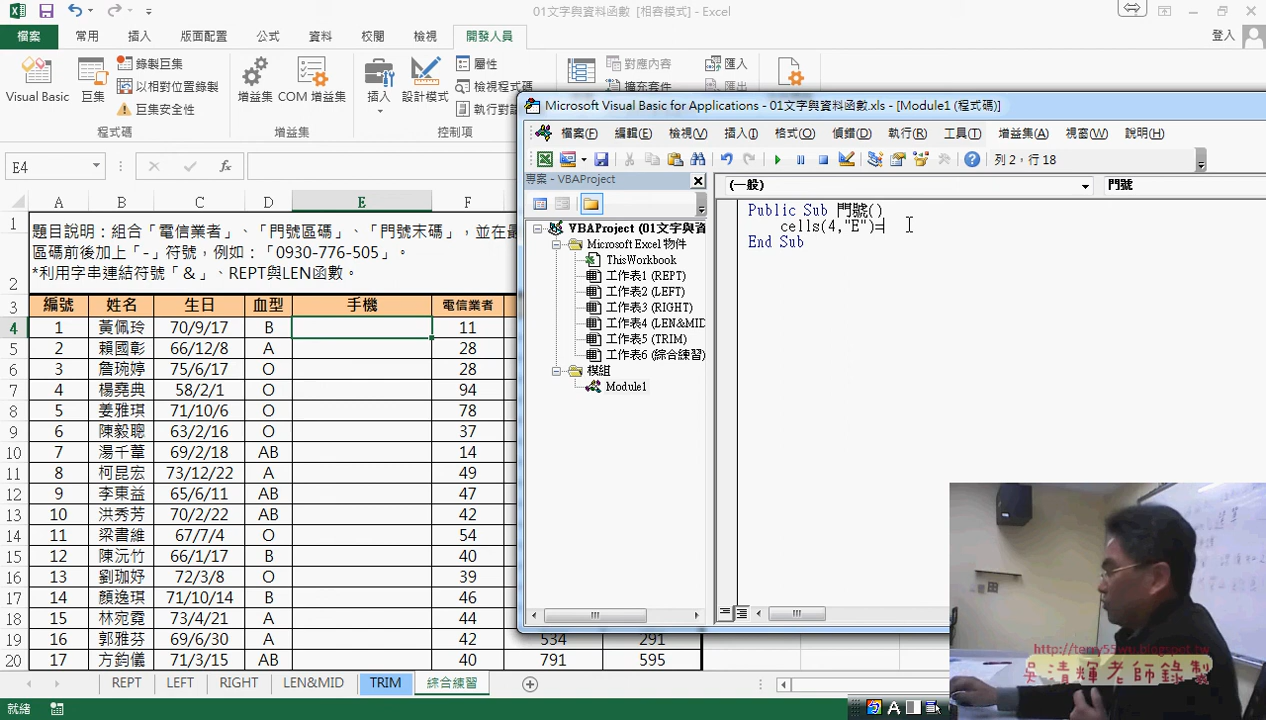 01文字與資料函數 [相容模式] - Excel
檔案 常用 插入 版面配置 公式 資料 校閱 檢視 開發人員 登入
Visual Basic 巨集 錄製巨集 以相對位置錄製 巨集安全性 增益集 COM 增益集 插入 設計模式 屬性 檢視程式碼 執行對 對應內容 擴充套件 匯入 匯出
程式碼 增益集 控制項
E4 fx
Microsoft Visual Basic for Applications - 01文字與資料函數.xls - [Module1 (程式碼)]
檔案(F) 編輯(E) 檢視(V) 插入(I) 格式(O) 偵錯(D) 執行(R) 工具(T) 增益集(A) 視窗(W) 說明(H)
列 2，行 18
專案 - VBAProject
(一般) 門號
VBAProject (01文字與資
Microsoft Excel 物件
ThisWorkbook
工作表1 (REPT)
工作表2 (LEFT)
工作表3 (RIGHT)
工作表4 (LEN&MID)
工作表5 (TRIM)
工作表6 (綜合練習)
模組
Module1
Public Sub 門號()
cells(4,"E")=
End Sub
A B C D E F
1 題目說明：組合「電信業者」、「門號區碼」、「門號末碼」，並在最
區碼前後加上「-」符號，例如：「0930-776-505」。
2 *利用字串連結符號「&」、REPT與LEN函數。
3 編號 姓名 生日 血型 手機 電信業者
4 1 黃佩玲 70/9/17 B 11
5 2 賴國彰 66/12/8 A 28
6 3 詹琬婷 75/6/17 O 28
7 4 楊堯典 58/2/1 O 94
8 5 姜雅琪 71/10/6 O 78
9 6 陳毅聰 63/2/16 O 37
10 7 湯千葦 69/2/18 AB 14
11 8 柯昆宏 73/12/22 A 49
12 9 李東益 65/6/11 AB 47
13 10 洪秀芳 70/2/22 AB 42
14 11 梁書維 67/7/4 O 54
15 12 陳沅竹 66/1/17 B 40
16 13 劉珈妤 72/3/8 O 39
17 14 顏逸琪 71/10/14 B 46
18 15 林宛霓 73/4/21 A 44
19 16 郭雅芬 69/6/30 A 42 534 291
20 17 方鈞儀 71/3/15 AB 40 791 595
REPT LEFT RIGHT LEN&MID TRIM 綜合練習
就緒
http://terry55wu.blogspot.tw
吳清輝老師錄製